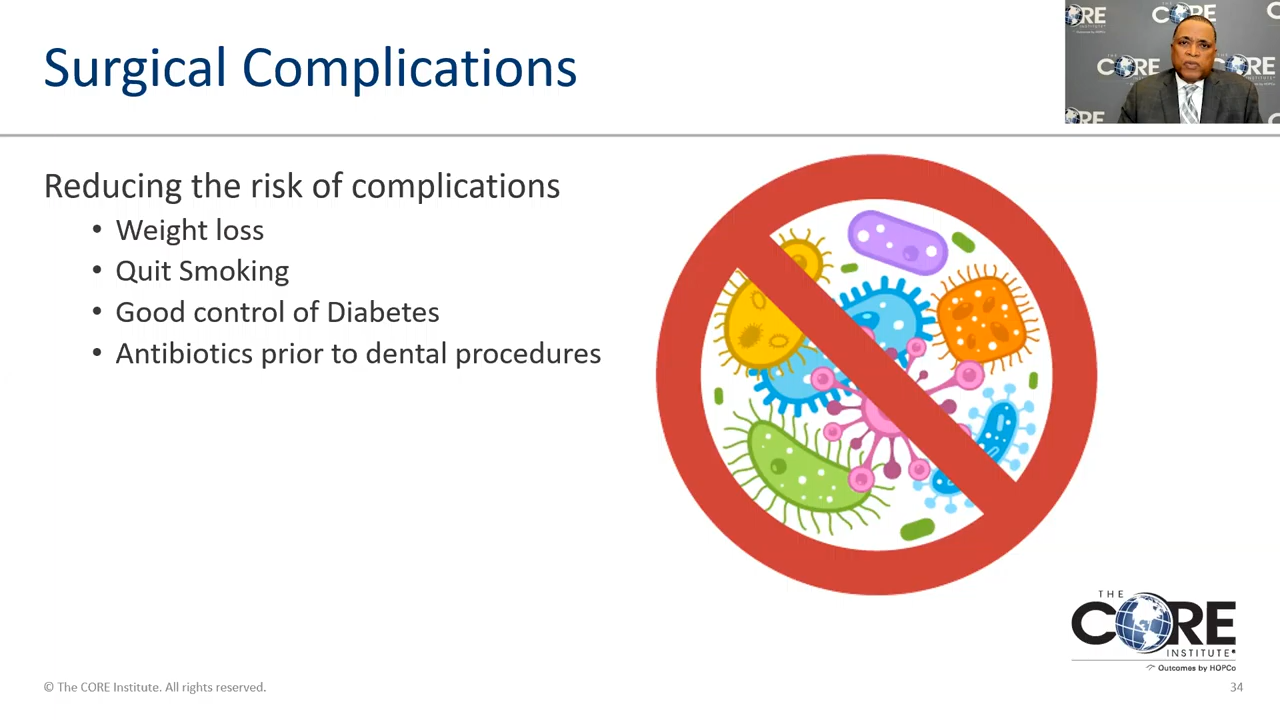 Surgical Complications
Reducing the risk of complications
• Weight loss
• Quit Smoking
• Good control of Diabetes
• Antibiotics prior to dental procedures
THE
CORE
INSTITUTE
Outcomes by HOPCo
© The CORE Institute. All rights reserved.
34